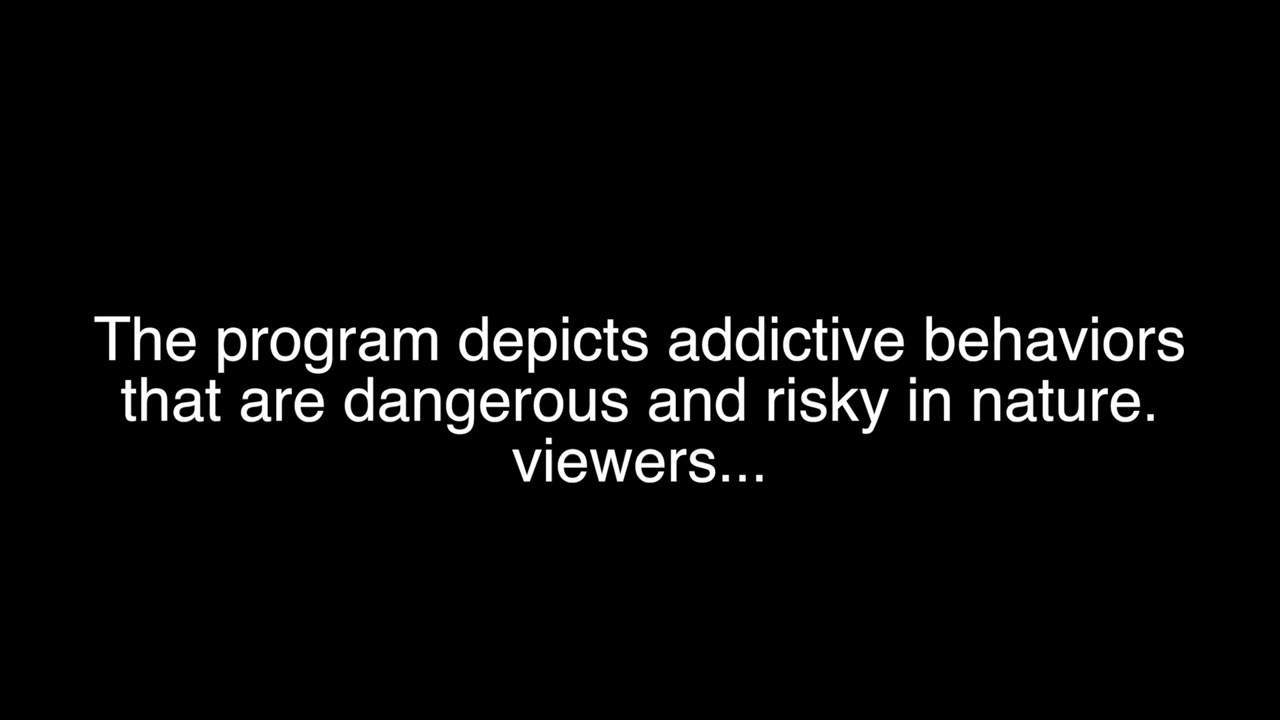 The program depicts addictive behaviors
that are dangerous and risky in nature.
viewers...